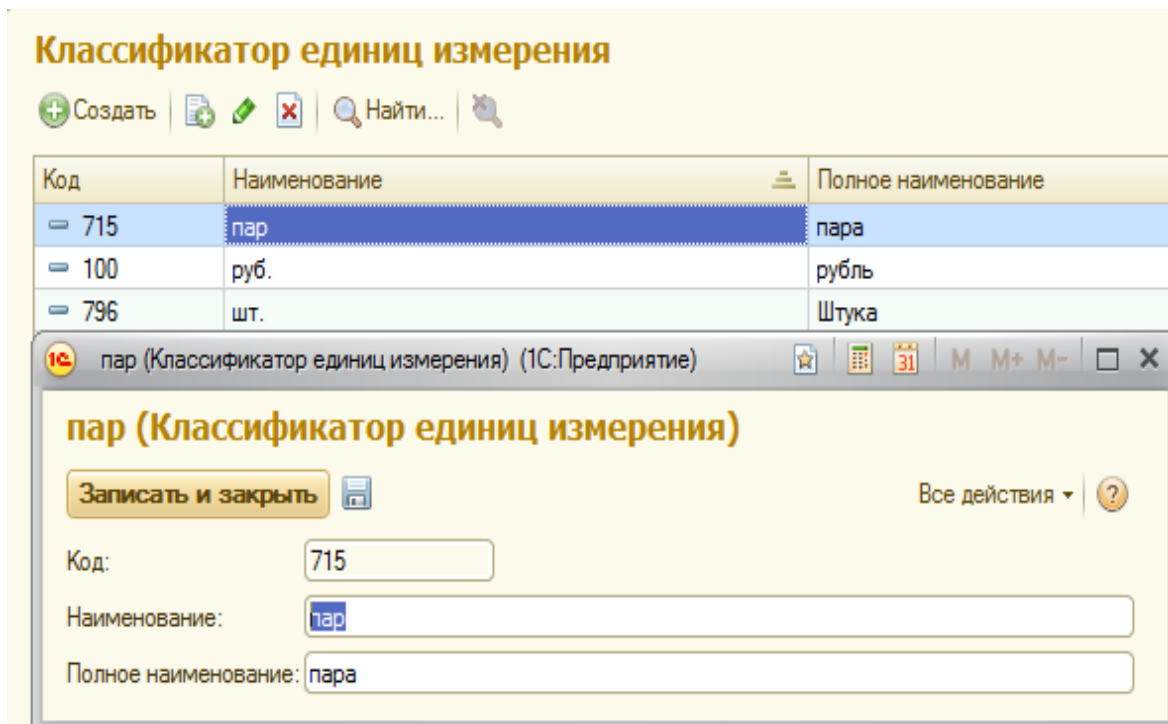 Классификатор единиц измерения
Создать Найти...
Код Наименование Полное наименование
715 пар пара
100 руб. рубль
796 шт. Штука
1С пар (Классификатор единиц измерения) (1С:Предприятие) 31 M M+ M-
пар (Классификатор единиц измерения)
Записать и закрыть Все действия ?
Код: 715
Наименование: пар
Полное наименование: пара